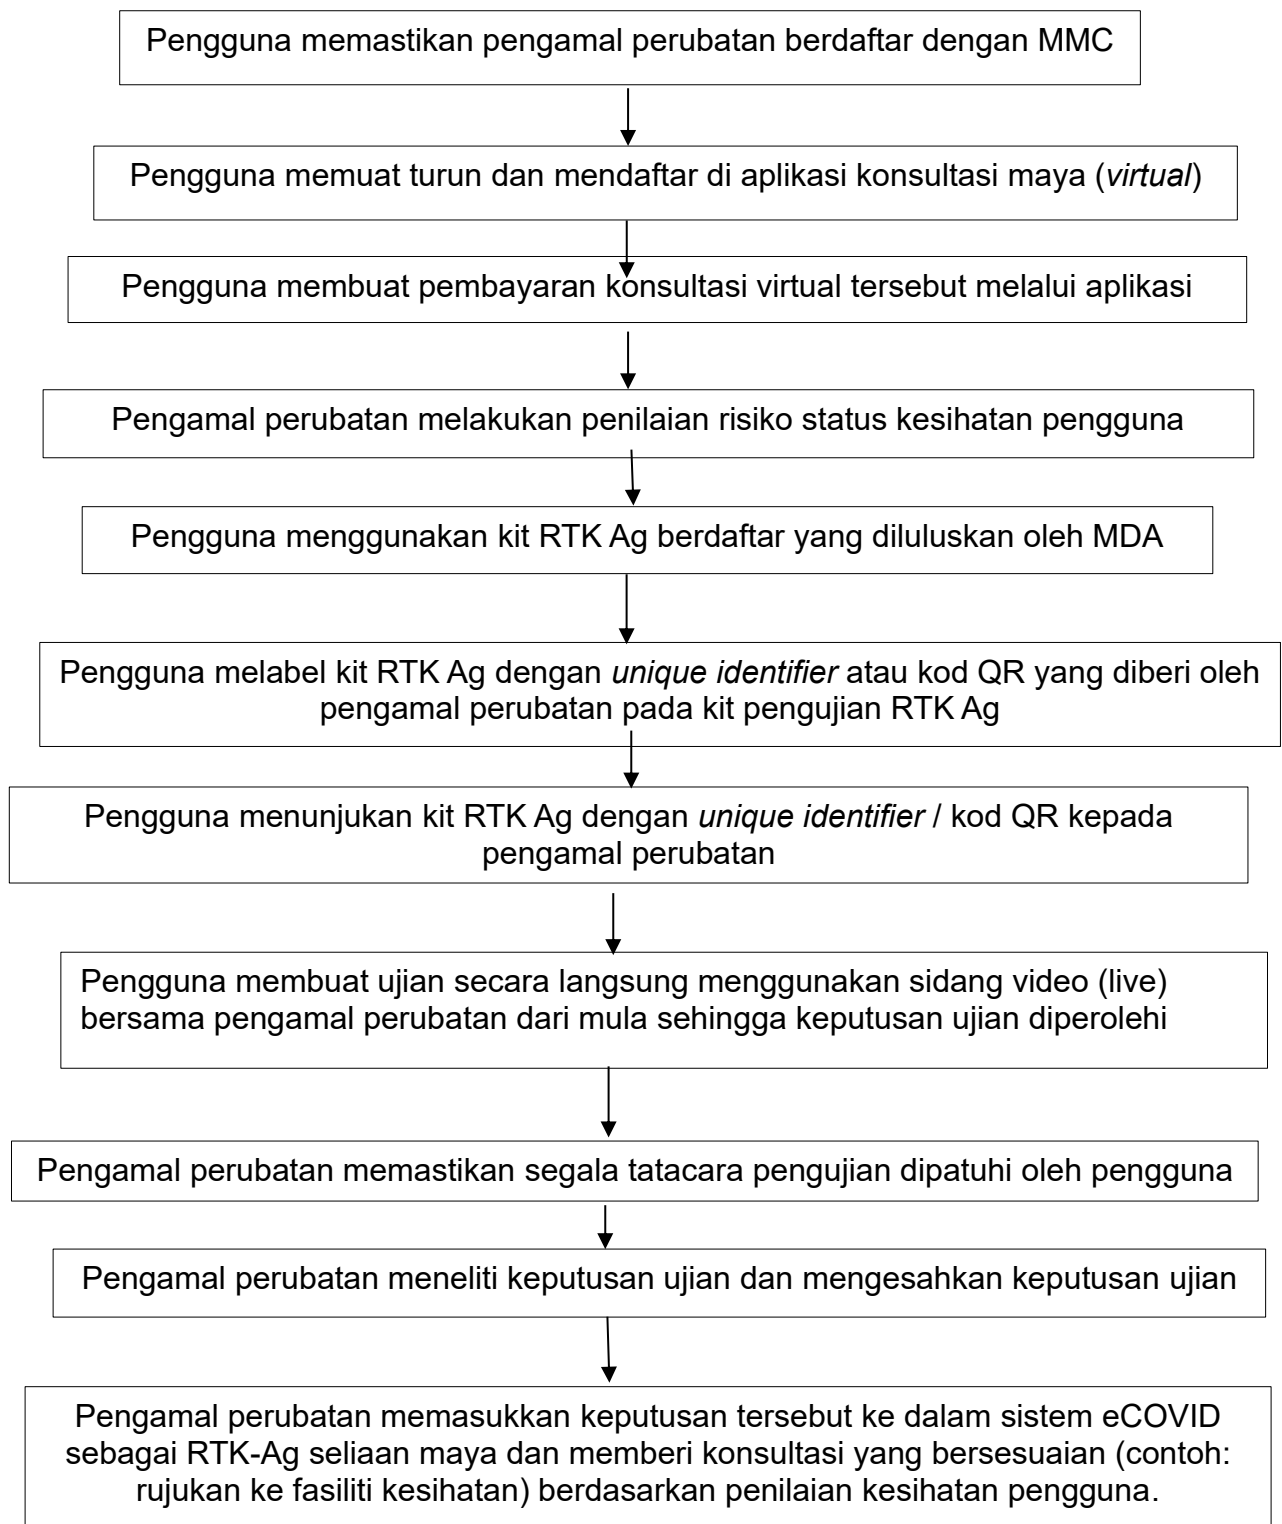 Pengguna memastikan pengamal perubatan berdaftar dengan MMC
Pengguna memuat turun dan mendaftar di aplikasi konsultasi maya (virtual)
Pengguna membuat pembayaran konsultasi virtual tersebut melalui aplikasi
Pengamal perubatan melakukan penilaian risiko status kesihatan pengguna
Pengguna menggunakan kit RTK Ag berdaftar yang diluluskan oleh MDA
Pengguna melabel kit RTK Ag dengan unique identifier atau kod QR yang diberi oleh
pengamal perubatan pada kit pengujian RTK Ag
Pengguna menunjukan kit RTK Ag dengan unique identifier / kod QR kepada
pengamal perubatan
Pengguna membuat ujian secara langsung menggunakan sidang video (live)
bersama pengamal perubatan dari mula sehingga keputusan ujian diperolehi
Pengamal perubatan memastikan segala tatacara pengujian dipatuhi oleh pengguna
Pengamal perubatan meneliti keputusan ujian dan mengesahkan keputusan ujian
Pengamal perubatan memasukkan keputusan tersebut ke dalam sistem eCOVID
sebagai RTK-Ag seliaan maya dan memberi konsultasi yang bersesuaian (contoh:
rujukan ke fasiliti kesihatan) berdasarkan penilaian kesihatan pengguna.